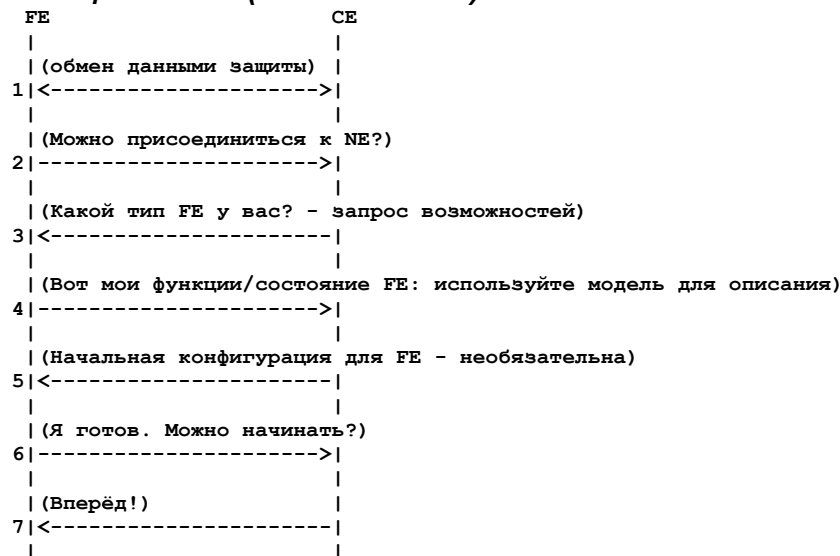 FE                      CE
 |                       |
 |(обмен данными защиты) |
1|<--------------------->|
 |                       |
 |(Можно присоединиться к NE?)
2|---------------------->|
 |                       |
 |(Какой тип FE у вас? - запрос возможностей)
3|<----------------------|
 |                       |
 |(Вот мои функции/состояние FE: используйте модель для описания)
4|---------------------->|
 |                       |
 |(Начальная конфигурация для FE - необязательна)
5|<----------------------|
 |                       |
 |(Я готов. Можно начинать?)
6|---------------------->|
 |                       |
 |(Вперёд!)              |
7|<----------------------|
 |                       |